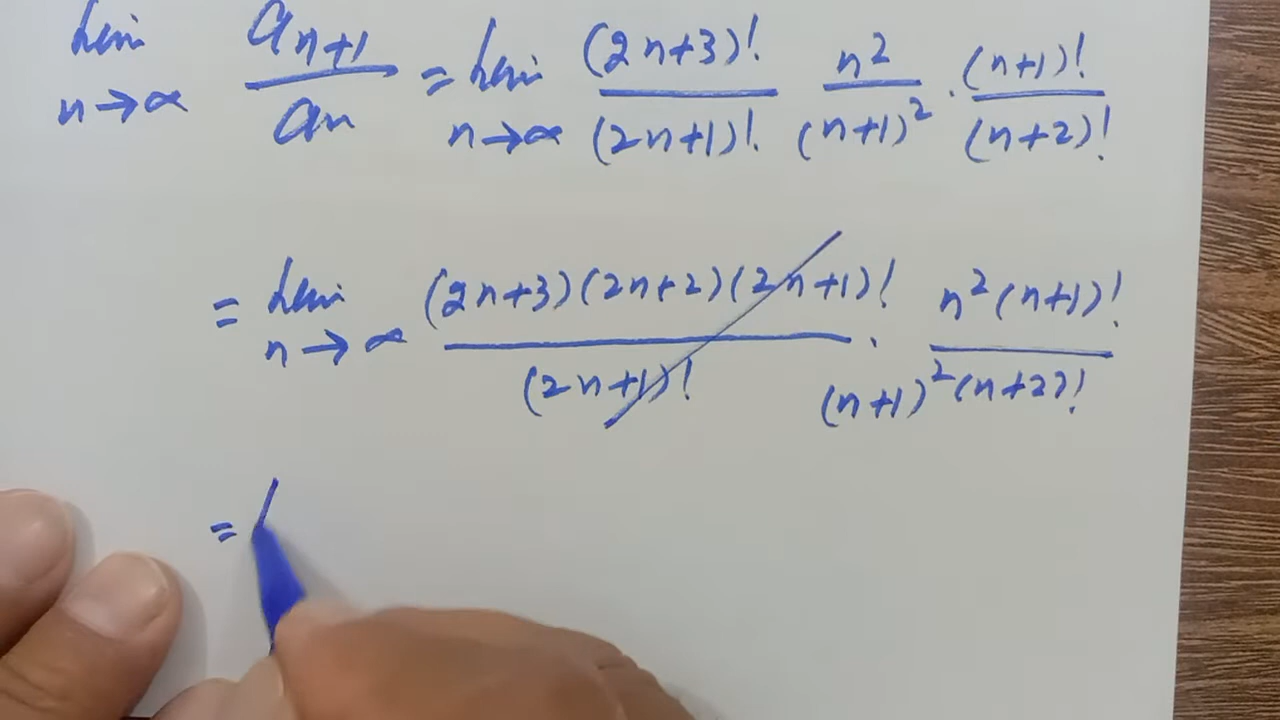 lim n→∞ a_{n+1}/a_n = lim n→∞ (2n+3)!/(2n+1)! n²/(n+1)² · (n+1)!/(n+2)!
= lim n→∞ (2n+3)(2n+2)(2n+1)!/(2n+1)! · n²(n+1)!/(n+1)²(n+2)!
=